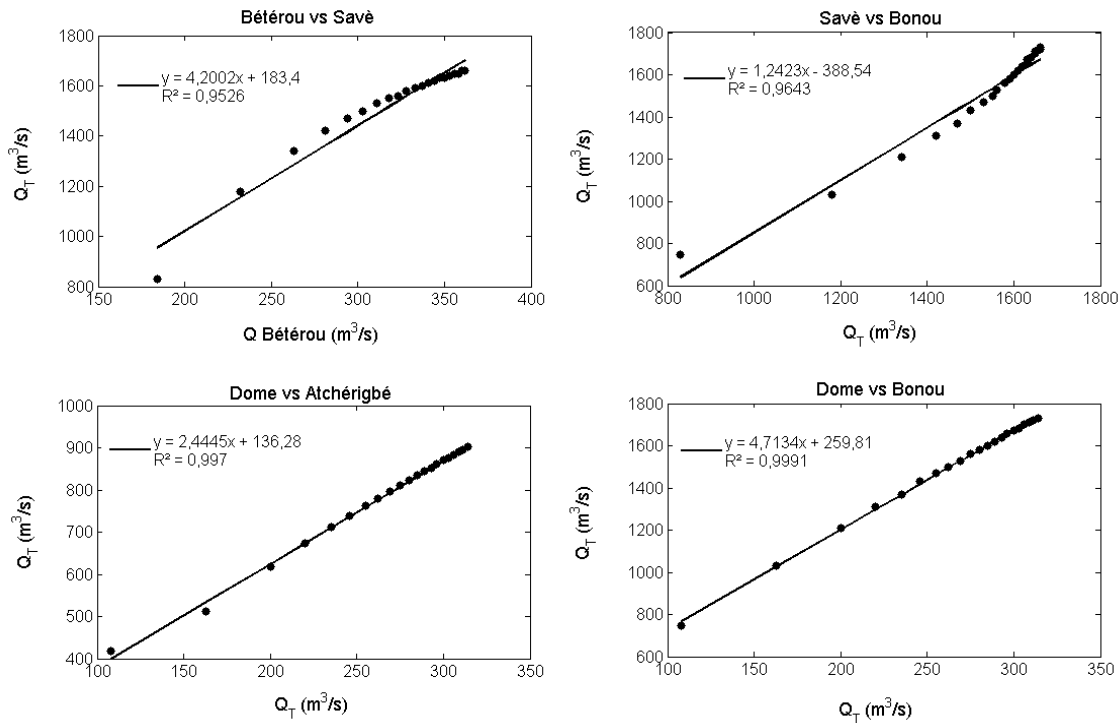 Bétérou vs Savè
1800
1600
1400
1200
1000
800
y = 4,2002x + 183,4
R² = 0,9526
Q_T (m³/s)
150 200 250 300 350 400
Q Bétérou (m³/s)
Savè vs Bonou
1800
1600
1400
1200
1000
800
600
y = 1,2423x - 388,54
R² = 0,9643
Q_T (m³/s)
800 1000 1200 1400 1600 1800
Q_T (m³/s)
Dome vs Atchérigbé
1000
900
800
700
600
500
400
y = 2,4445x + 136,28
R² = 0,997
Q_T (m³/s)
100 150 200 250 300 350
Q_T (m³/s)
Dome vs Bonou
1800
1600
1400
1200
1000
800
600
y = 4,7134x + 259,81
R² = 0,9991
Q_T (m³/s)
100 150 200 250 300 350
Q_T (m³/s)